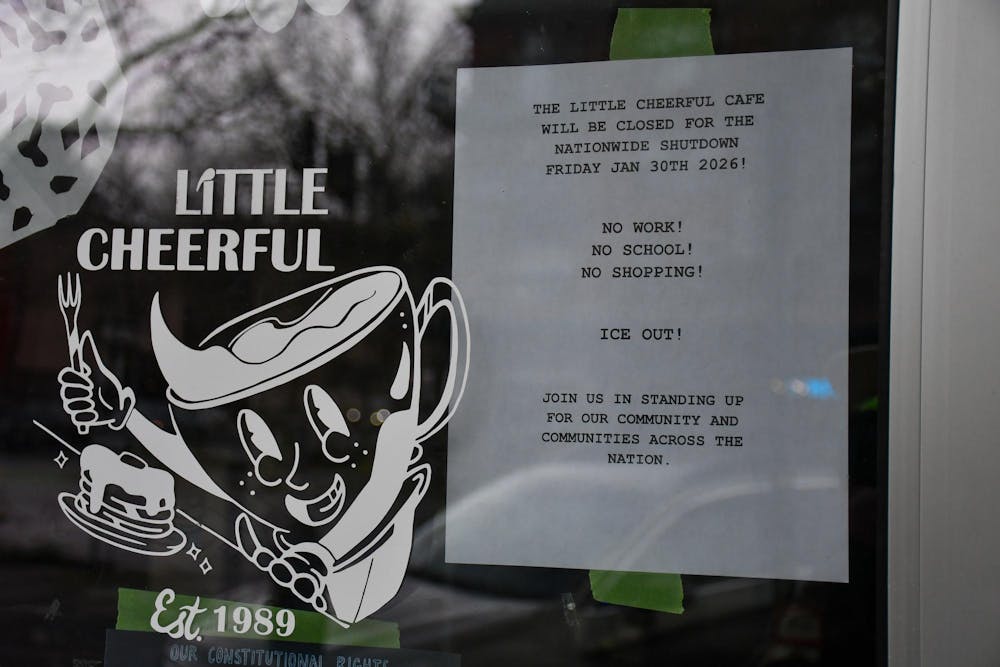 LITTLE
CHEERFUL
Est. 1989
OUR CONSTITUTIONAL RIGHTS
THE LITTLE CHEERFUL CAFE
WILL BE CLOSED FOR THE
NATIONWIDE SHUTDOWN
FRIDAY JAN 30TH 2026!
NO WORK!
NO SCHOOL!
NO SHOPPING!
ICE OUT!
JOIN US IN STANDING UP
FOR OUR COMMUNITY AND
COMMUNITIES ACROSS THE
NATION.